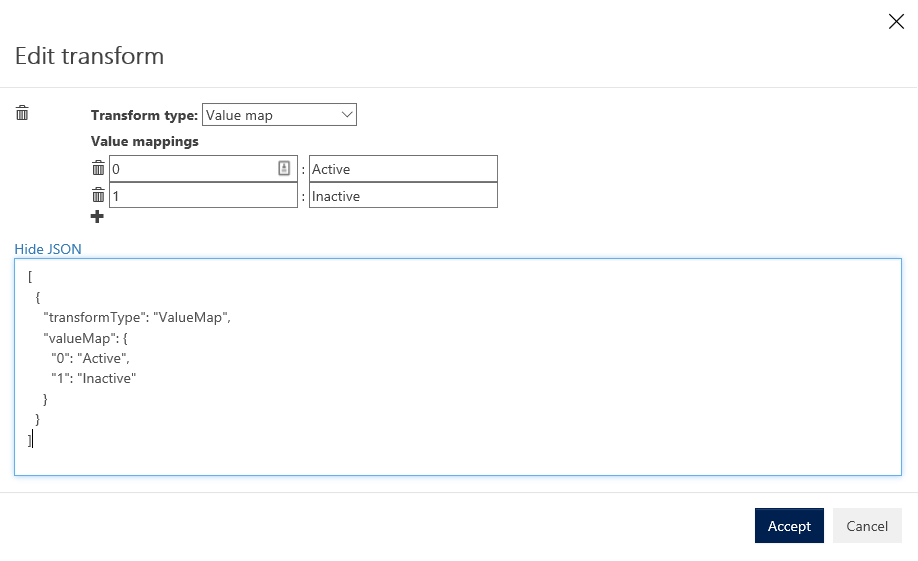 Edit transform
Transform type: Value map
Value mappings
0 : Active
1 : Inactive
Hide JSON
[
{
"transformType": "ValueMap",
"valueMap": {
"0": "Active",
"1": "Inactive"
}
}
]
Accept Cancel